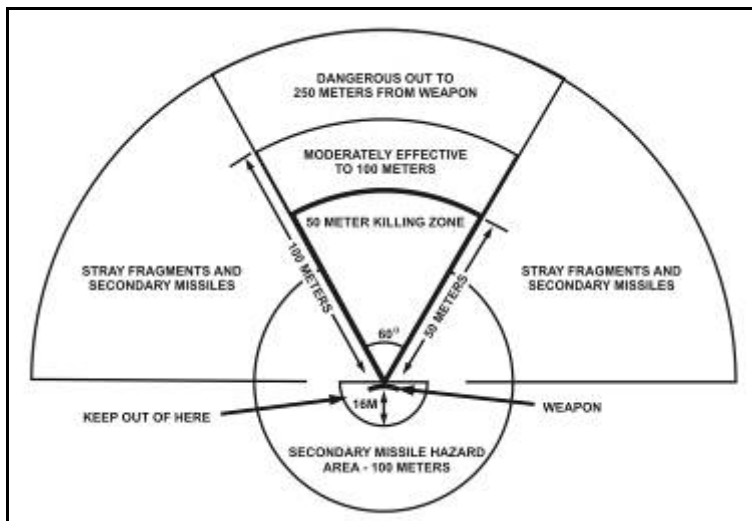 DANGEROUS OUT TO
250 METERS FROM WEAPON
MODERATELY EFFECTIVE
TO 100 METERS
50 METER KILLING ZONE
100 METERS
50 METERS
STRAY FRAGMENTS AND
SECONDARY MISSILES
STRAY FRAGMENTS AND
SECONDARY MISSILES
60°
16M
KEEP OUT OF HERE
WEAPON
SECONDARY MISSILE HAZARD
AREA - 100 METERS